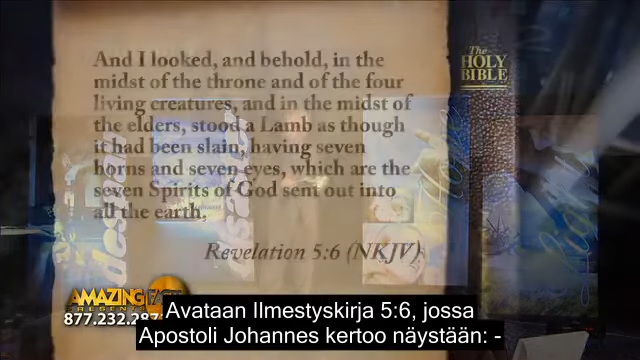 And I looked, and behold, in the
midst of the throne and of the four
living creatures, and in the midst of
the elders, stood a Lamb as though
it had been slain, having seven
horns and seven eyes, which are the
seven Spirits of God sent out into
all the earth.
Revelation 5:6 (NKJV)
The
HOLY
BIBLE
AMAZING
877.232.28
Avataan Ilmestyskirja 5:6, jossa
Apostoli Johannes kertoo näystään: -